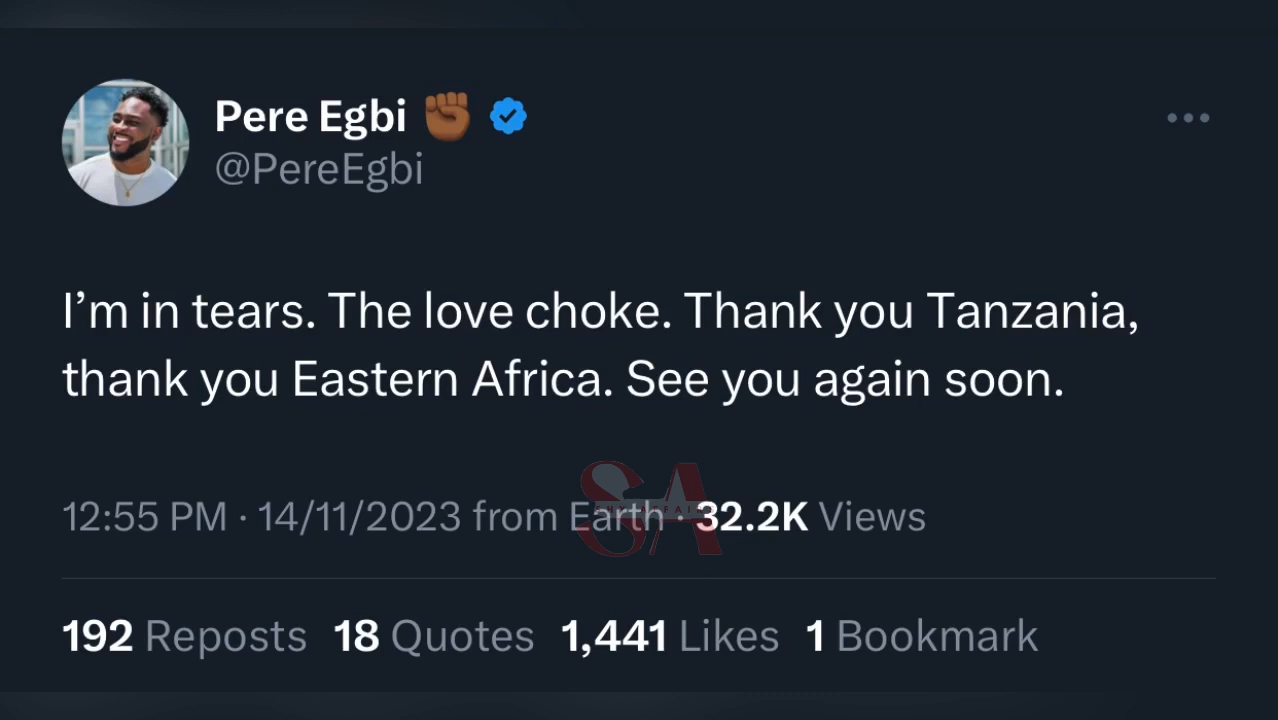 Pere Egbi ✊🏾
@PereEgbi
I’m in tears. The love choke. Thank you Tanzania,
thank you Eastern Africa. See you again soon.
12:55 PM · 14/11/2023 from Earth · 32.2K Views
SA
192 Reposts 18 Quotes 1,441 Likes 1 Bookmark